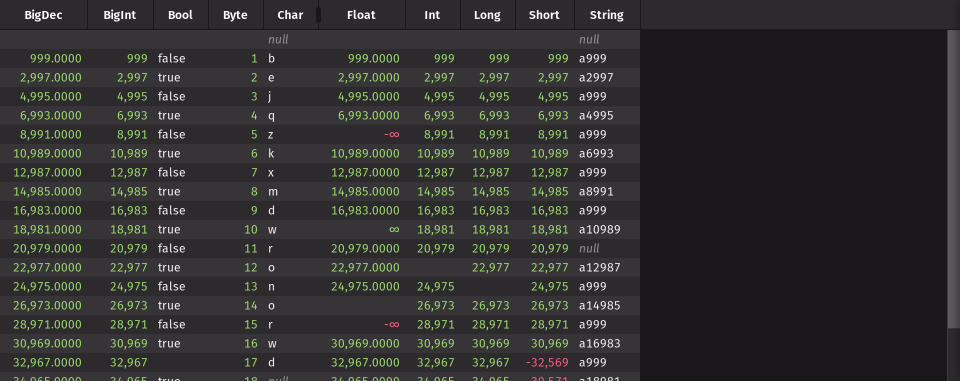 BigDec BigInt Bool Byte Char Float Int Long Short String
null null
999.0000 999 false 1 b 999.0000 999 999 999 a999
2,997.0000 2,997 true 2 e 2,997.0000 2,997 2,997 2,997 a2997
4,995.0000 4,995 false 3 j 4,995.0000 4,995 4,995 4,995 a999
6,993.0000 6,993 true 4 q 6,993.0000 6,993 6,993 6,993 a4995
8,991.0000 8,991 false 5 z -∞ 8,991 8,991 8,991 a999
10,989.0000 10,989 true 6 k 10,989.0000 10,989 10,989 10,989 a6993
12,987.0000 12,987 false 7 x 12,987.0000 12,987 12,987 12,987 a999
14,985.0000 14,985 true 8 m 14,985.0000 14,985 14,985 14,985 a8991
16,983.0000 16,983 false 9 d 16,983.0000 16,983 16,983 16,983 a999
18,981.0000 18,981 true 10 w ∞ 18,981 18,981 18,981 a10989
20,979.0000 20,979 false 11 r 20,979.0000 20,979 20,979 20,979 null
22,977.0000 22,977 true 12 o 22,977.0000 22,977 22,977 a12987
24,975.0000 24,975 false 13 n 24,975.0000 24,975 24,975 a999
26,973.0000 26,973 true 14 o 26,973 26,973 26,973 a14985
28,971.0000 28,971 false 15 r -∞ 28,971 28,971 28,971 a999
30,969.0000 30,969 true 16 w 30,969.0000 30,969 30,969 30,969 a16983
32,967.0000 32,967 17 d 32,967.0000 32,967 32,967 -32,569 a999
34,965.0000 34,965 true 18 null 34,965.0000 34,965 34,965 -30,571 a18981